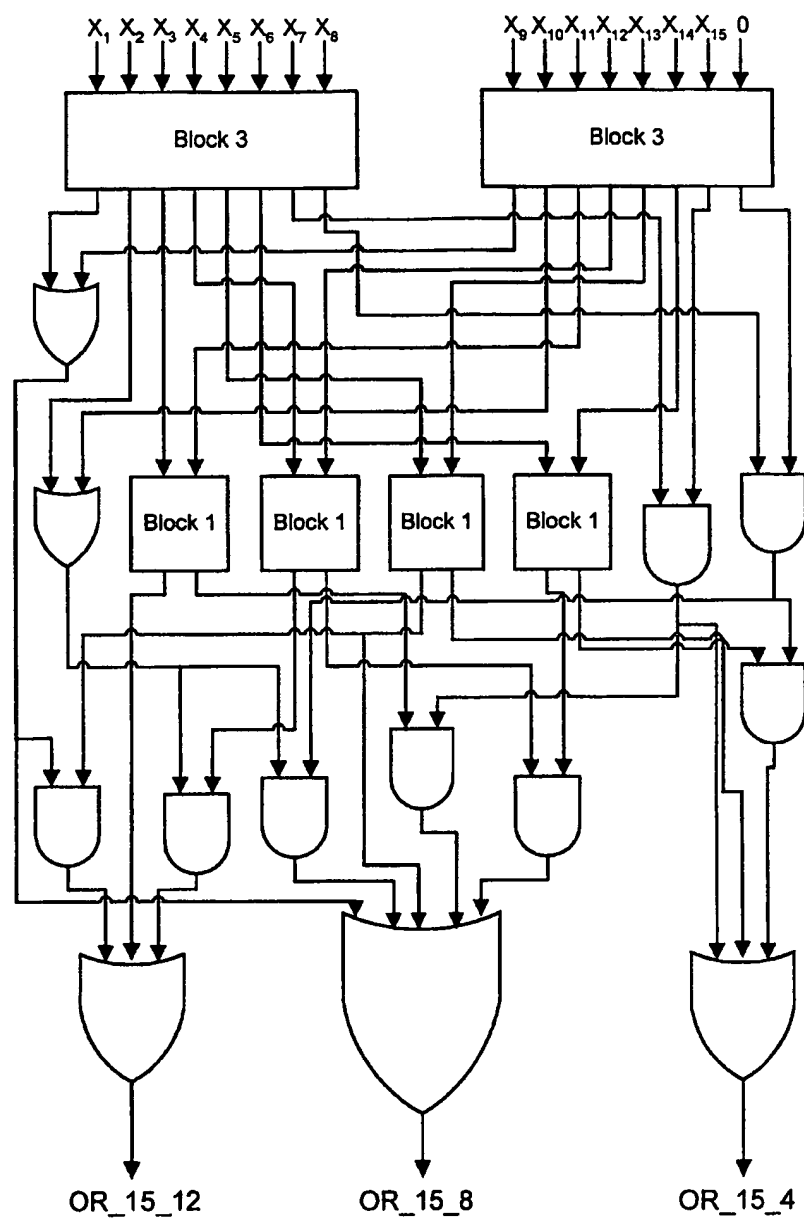 X₁ X₂ X₃ X₄ X₅ X₆ X₇ X₈
X₉ X₁₀ X₁₁ X₁₂ X₁₃ X₁₄ X₁₅ 0
Block 3
Block 3
Block 1
Block 1
Block 1
Block 1
OR_15_12
OR_15_8
OR_15_4